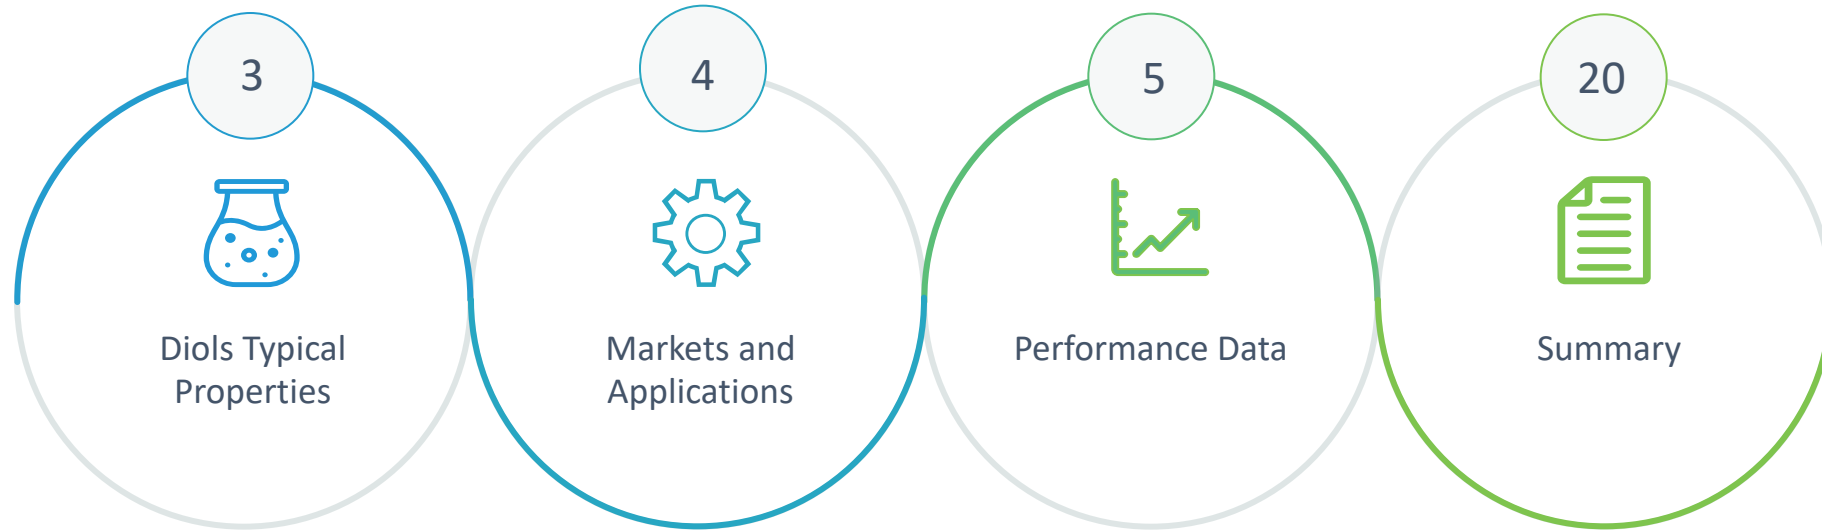 3
Diols Typical
Properties
4
Markets and
Applications
5
Performance Data
20
Summary